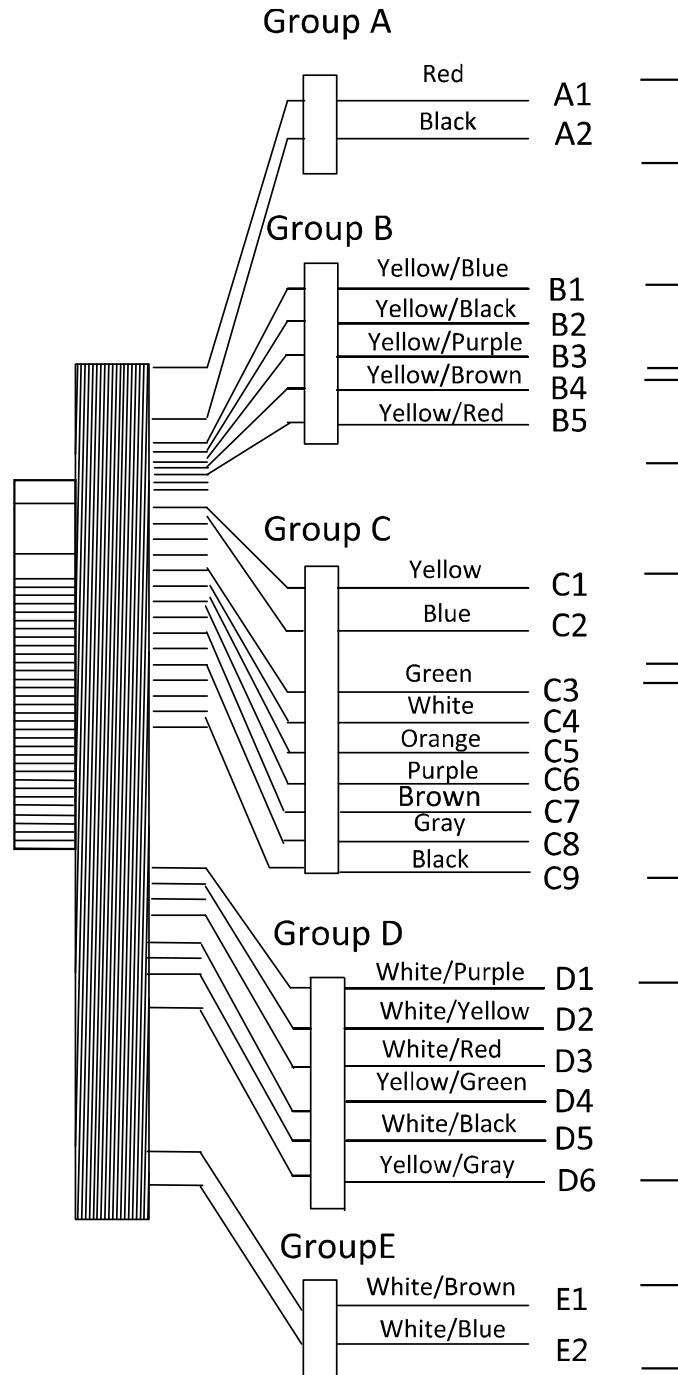 Group A
Red A1
Black A2
Group B
Yellow/Blue B1
Yellow/Black B2
Yellow/Purple B3
Yellow/Brown B4
Yellow/Red B5
Group C
Yellow C1
Blue C2
Green C3
White C4
Orange C5
Purple C6
Brown C7
Gray C8
Black C9
Group D
White/Purple D1
White/Yellow D2
White/Red D3
Yellow/Green D4
White/Black D5
Yellow/Gray D6
GroupE
White/Brown E1
White/Blue E2